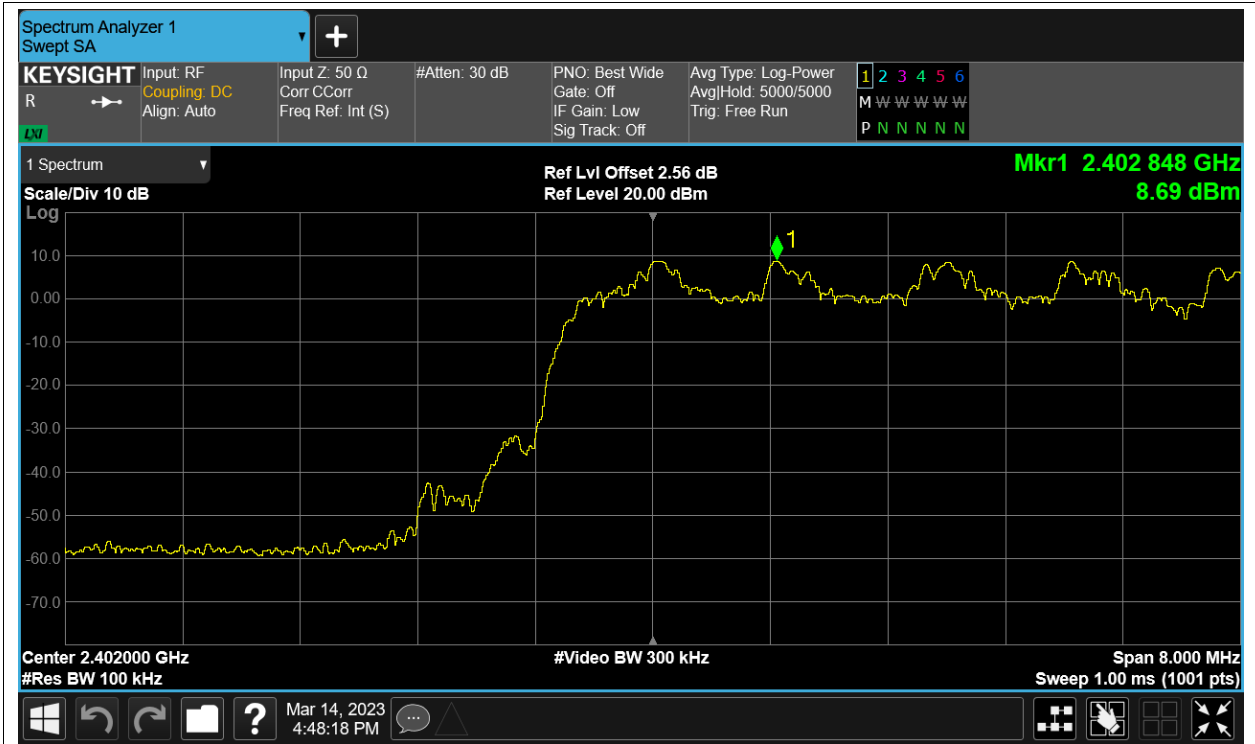 Spectrum Analyzer 1
Swept SA
KEYSIGHT
R
LXI
Input: RF
Coupling: DC
Align: Auto
Input Z: 50 Ω
Corr CCorr
Freq Ref: Int (S)
#Atten: 30 dB
PNO: Best Wide
Gate: Off
IF Gain: Low
Sig Track: Off
Avg Type: Log-Power
Avg|Hold: 5000/5000
Trig: Free Run
1 2 3 4 5 6
M W W W W W
P N N N N N
1 Spectrum
Scale/Div 10 dB
Log
Ref Lvl Offset 2.56 dB
Ref Level 20.00 dBm
Mkr1 2.402 848 GHz
8.69 dBm
1
10.0
0.00
-10.0
-20.0
-30.0
-40.0
-50.0
-60.0
-70.0
Center 2.402000 GHz
#Video BW 300 kHz
Span 8.000 MHz
#Res BW 100 kHz
Sweep 1.00 ms (1001 pts)
?
Mar 14, 2023
4:48:18 PM